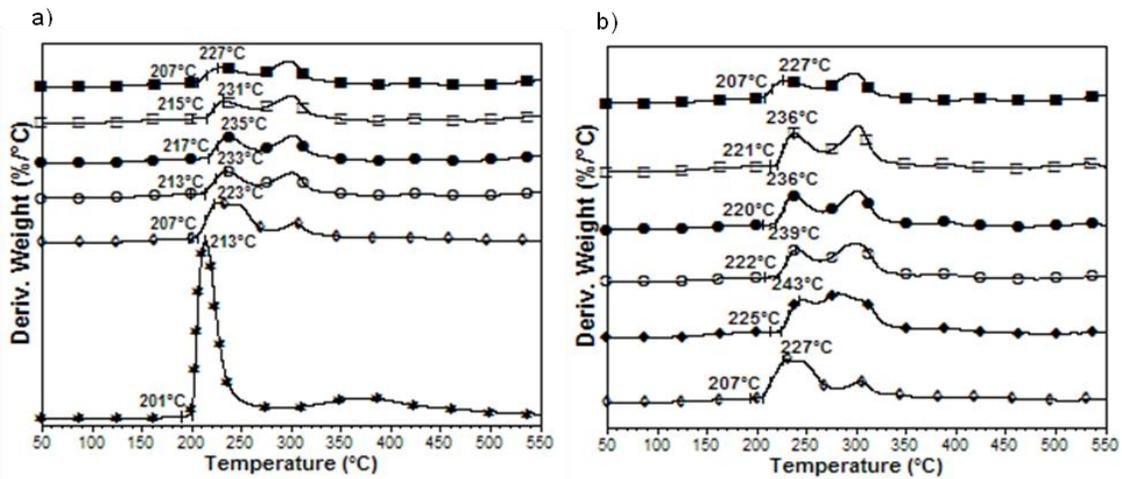 a)
227°C
207°C
231°C
215°C
235°C
217°C
233°C
213°C
223°C
207°C
213°C
201°C
Deriv. Weight (%/°C)
50 100 150 200 250 300 350 400 450 500 550
Temperature (°C)
b)
227°C
207°C
236°C
221°C
236°C
220°C
239°C
222°C
243°C
225°C
227°C
207°C
Deriv. Weight (%/°C)
50 100 150 200 250 300 350 400 450 500 550
Temperature (°C)